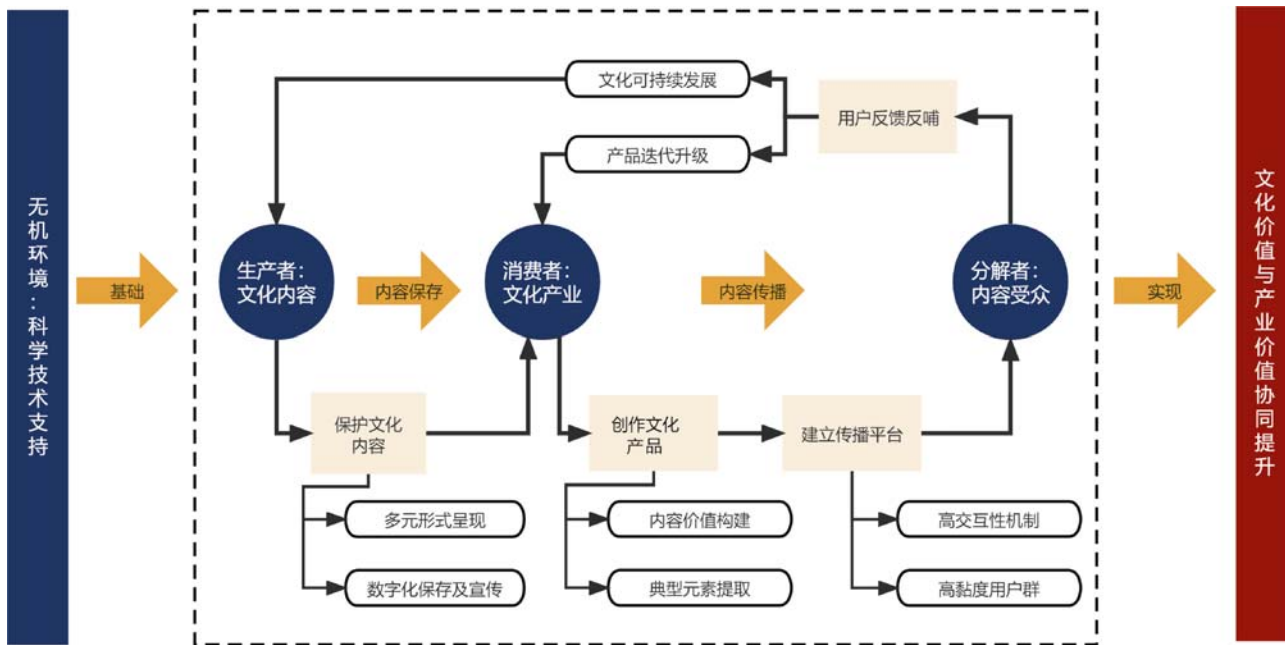 无机环境：科学技术支持
基础
文化可持续发展
产品迭代升级
用户反馈反哺
生产者：
文化内容
内容保存
消费者：
文化产业
内容传播
分解者：
内容受众
保护文化
内容
多元形式呈现
数字化保存及宣传
创作文化
产品
内容价值构建
典型元素提取
建立传播平台
高交互性机制
高黏度用户群
实现
文化价值与产业价值协同提升